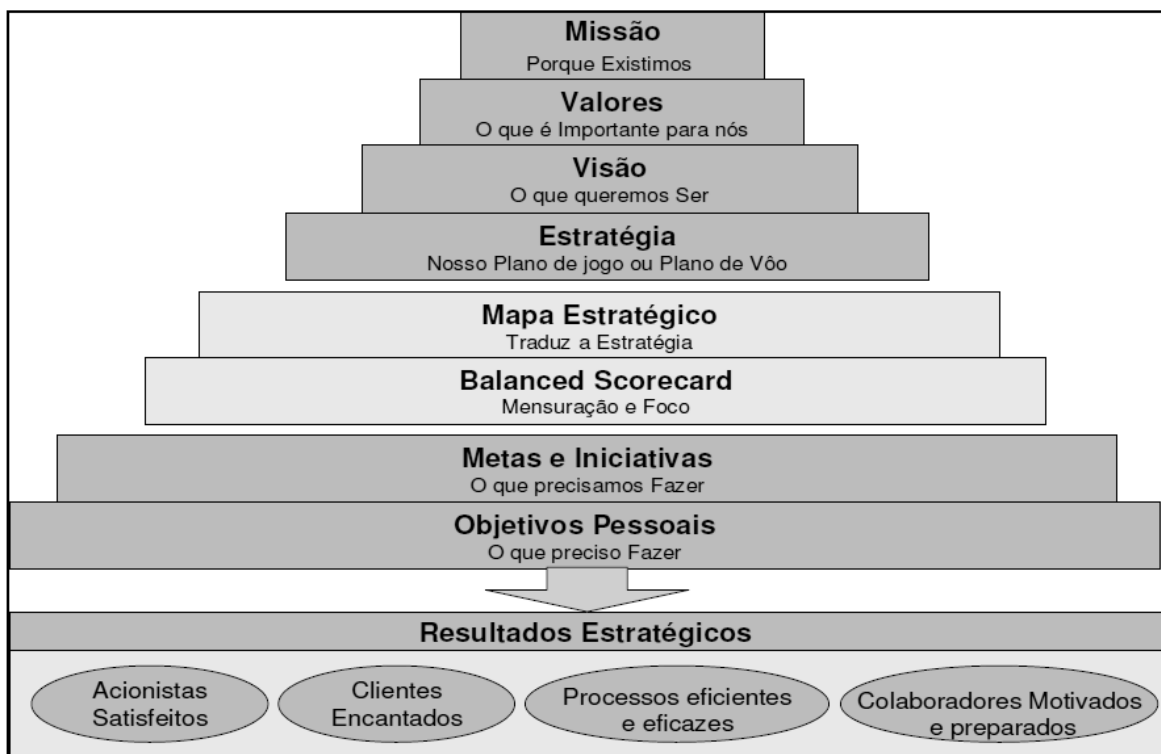 Missão
Porque Existimos
Valores
O que é Importante para nós
Visão
O que queremos Ser
Estratégia
Nosso Plano de jogo ou Plano de Vôo
Mapa Estratégico
Traduz a Estratégia
Balanced Scorecard
Mensuração e Foco
Metas e Iniciativas
O que precisamos Fazer
Objetivos Pessoais
O que preciso Fazer
Resultados Estratégicos
Acionistas
Satisfeitos
Clientes
Encantados
Processos eficientes
e eficazes
Colaboradores Motivados
e preparados